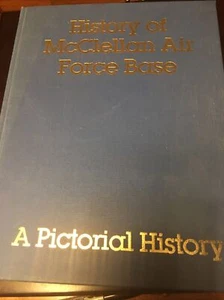 History of
McClellan Air
Force Base
A Pictorial History